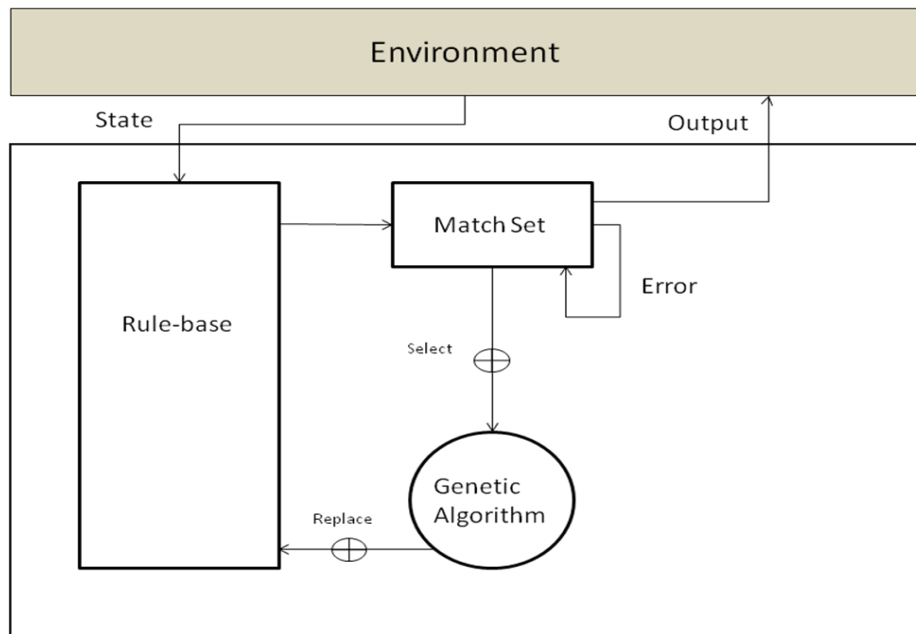 Environment
State
Output
Match Set
Error
Rule-base
Select
Genetic
Algorithm
Replace